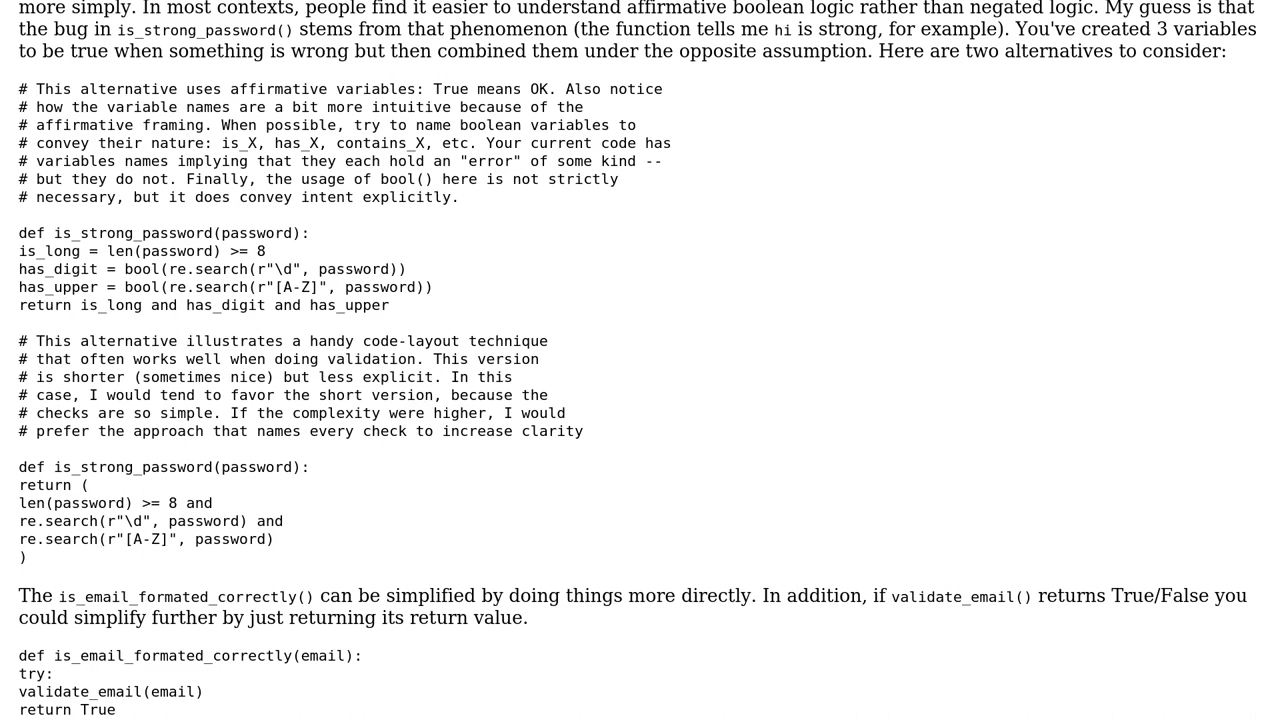 more simply. In most contexts, people find it easier to understand affirmative boolean logic rather than negated logic. My guess is that
the bug in is_strong_password() stems from that phenomenon (the function tells me hi is strong, for example). You've created 3 variables
to be true when something is wrong but then combined them under the opposite assumption. Here are two alternatives to consider:
# This alternative uses affirmative variables: True means OK. Also notice
# how the variable names are a bit more intuitive because of the
# affirmative framing. When possible, try to name boolean variables to
# convey their nature: is_X, has_X, contains_X, etc. Your current code has
# variables names implying that they each hold an "error" of some kind --
# but they do not. Finally, the usage of bool() here is not strictly
# necessary, but it does convey intent explicitly.
def is_strong_password(password):
is_long = len(password) >= 8
has_digit = bool(re.search(r"\d", password))
has_upper = bool(re.search(r"[A-Z]", password))
return is_long and has_digit and has_upper
# This alternative illustrates a handy code-layout technique
# that often works well when doing validation. This version
# is shorter (sometimes nice) but less explicit. In this
# case, I would tend to favor the short version, because the
# checks are so simple. If the complexity were higher, I would
# prefer the approach that names every check to increase clarity
def is_strong_password(password):
return (
len(password) >= 8 and
re.search(r"\d", password) and
re.search(r"[A-Z]", password)
)
The is_email_formated_correctly() can be simplified by doing things more directly. In addition, if validate_email() returns True/False you
could simplify further by just returning its return value.
def is_email_formated_correctly(email):
try:
validate_email(email)
return True